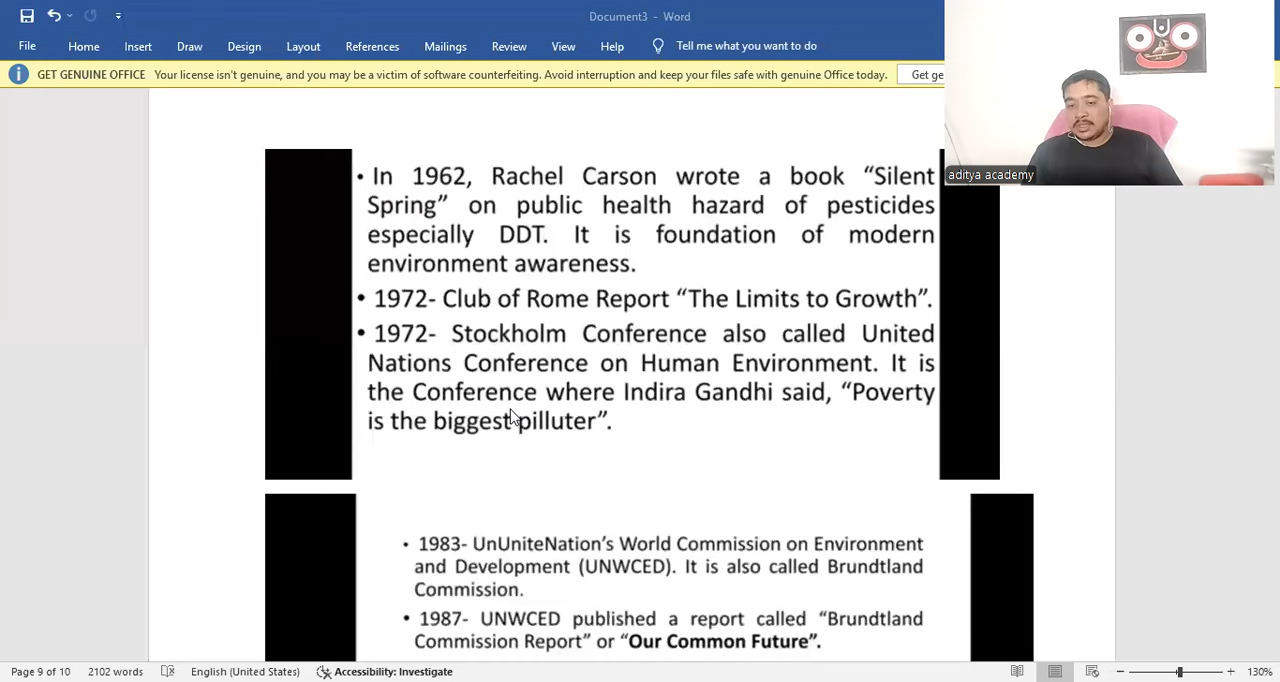 Document3 - Word
File Home Insert Draw Design Layout References Mailings Review View Help Tell me what you want to do
GET GENUINE OFFICE Your license isn't genuine, and you may be a victim of software counterfeiting. Avoid interruption and keep your files safe with genuine Office today. Get ge
aditya academy
• In 1962, Rachel Carson wrote a book “Silent
Spring” on public health hazard of pesticides
especially DDT. It is foundation of modern
environment awareness.
• 1972- Club of Rome Report “The Limits to Growth”.
• 1972- Stockholm Conference also called United
Nations Conference on Human Environment. It is
the Conference where Indira Gandhi said, “Poverty
is the biggest pilluter”.
• 1983- UnUniteNation’s World Commission on Environment
and Development (UNWCED). It is also called Brundtland
Commission.
• 1987- UNWCED published a report called “Brundtland
Commission Report” or “Our Common Future”.
Page 9 of 10 2102 words English (United States) Accessibility: Investigate 130%